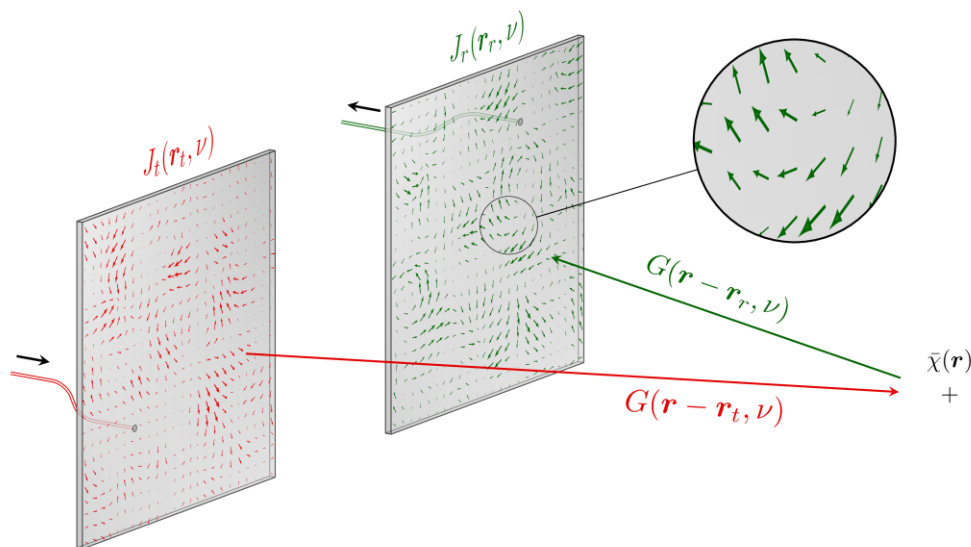 J_r(r_r, ν)
J_t(r_t, ν)
G(r − r_r, ν)
χ̄(r)
+
G(r − r_t, ν)